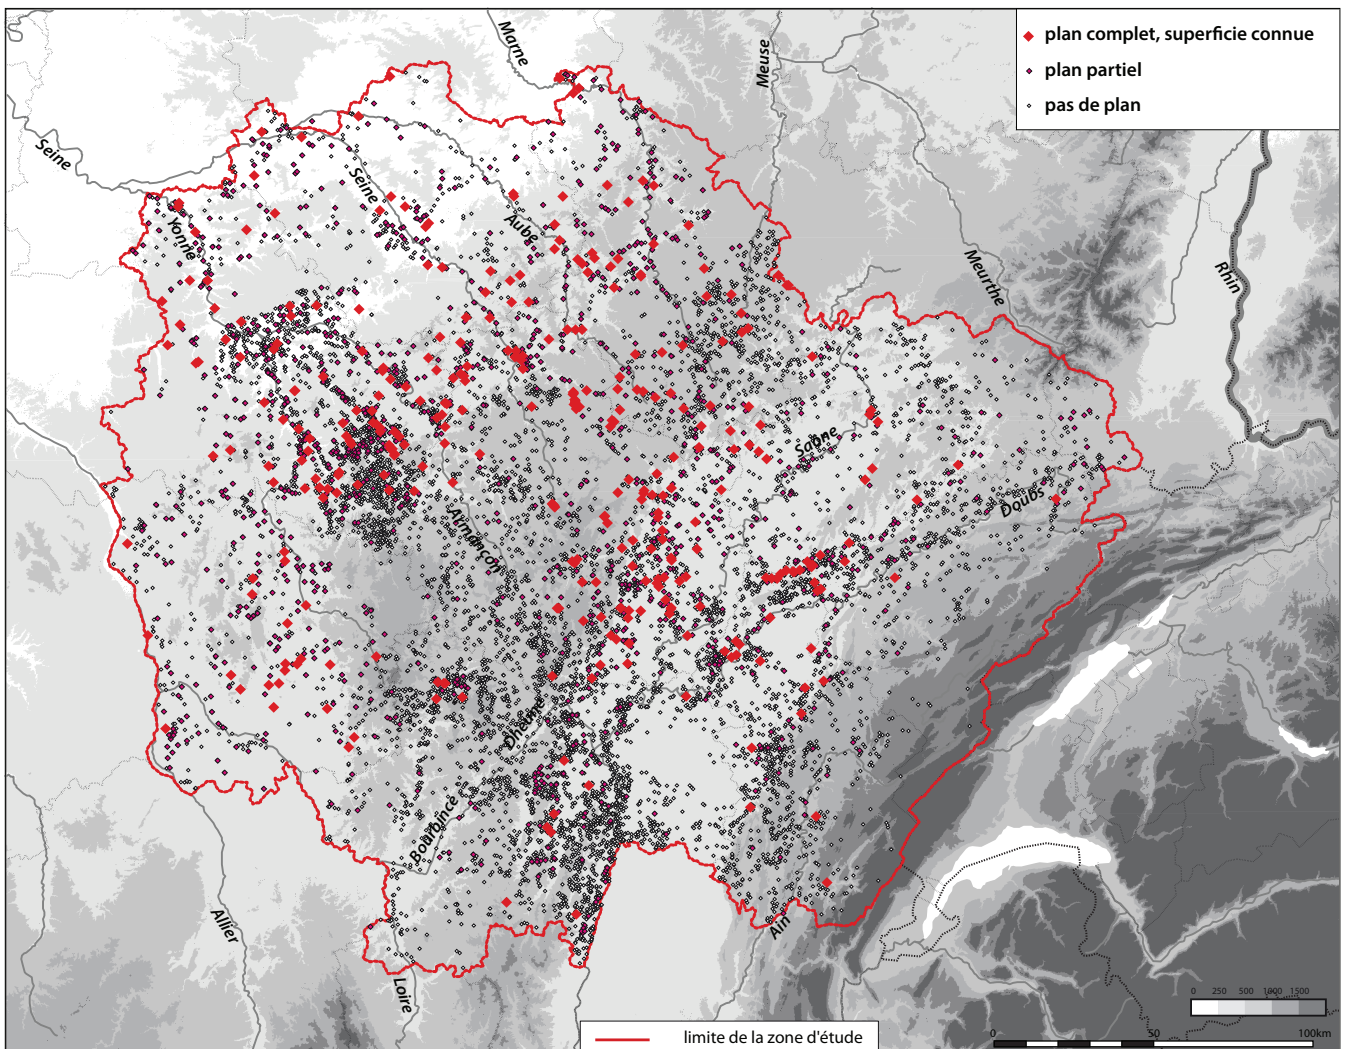 plan complet, superficie connue
plan partiel
pas de plan
Marne
Meuse
Seine
Seine
Yonne
Aube
Meurthe
Rhin
Saône
Doubs
Armançon
Dheune
Bourbince
Allier
Loire
Ain
0 250 500 1000 1500
0 50 100km
limite de la zone d'étude